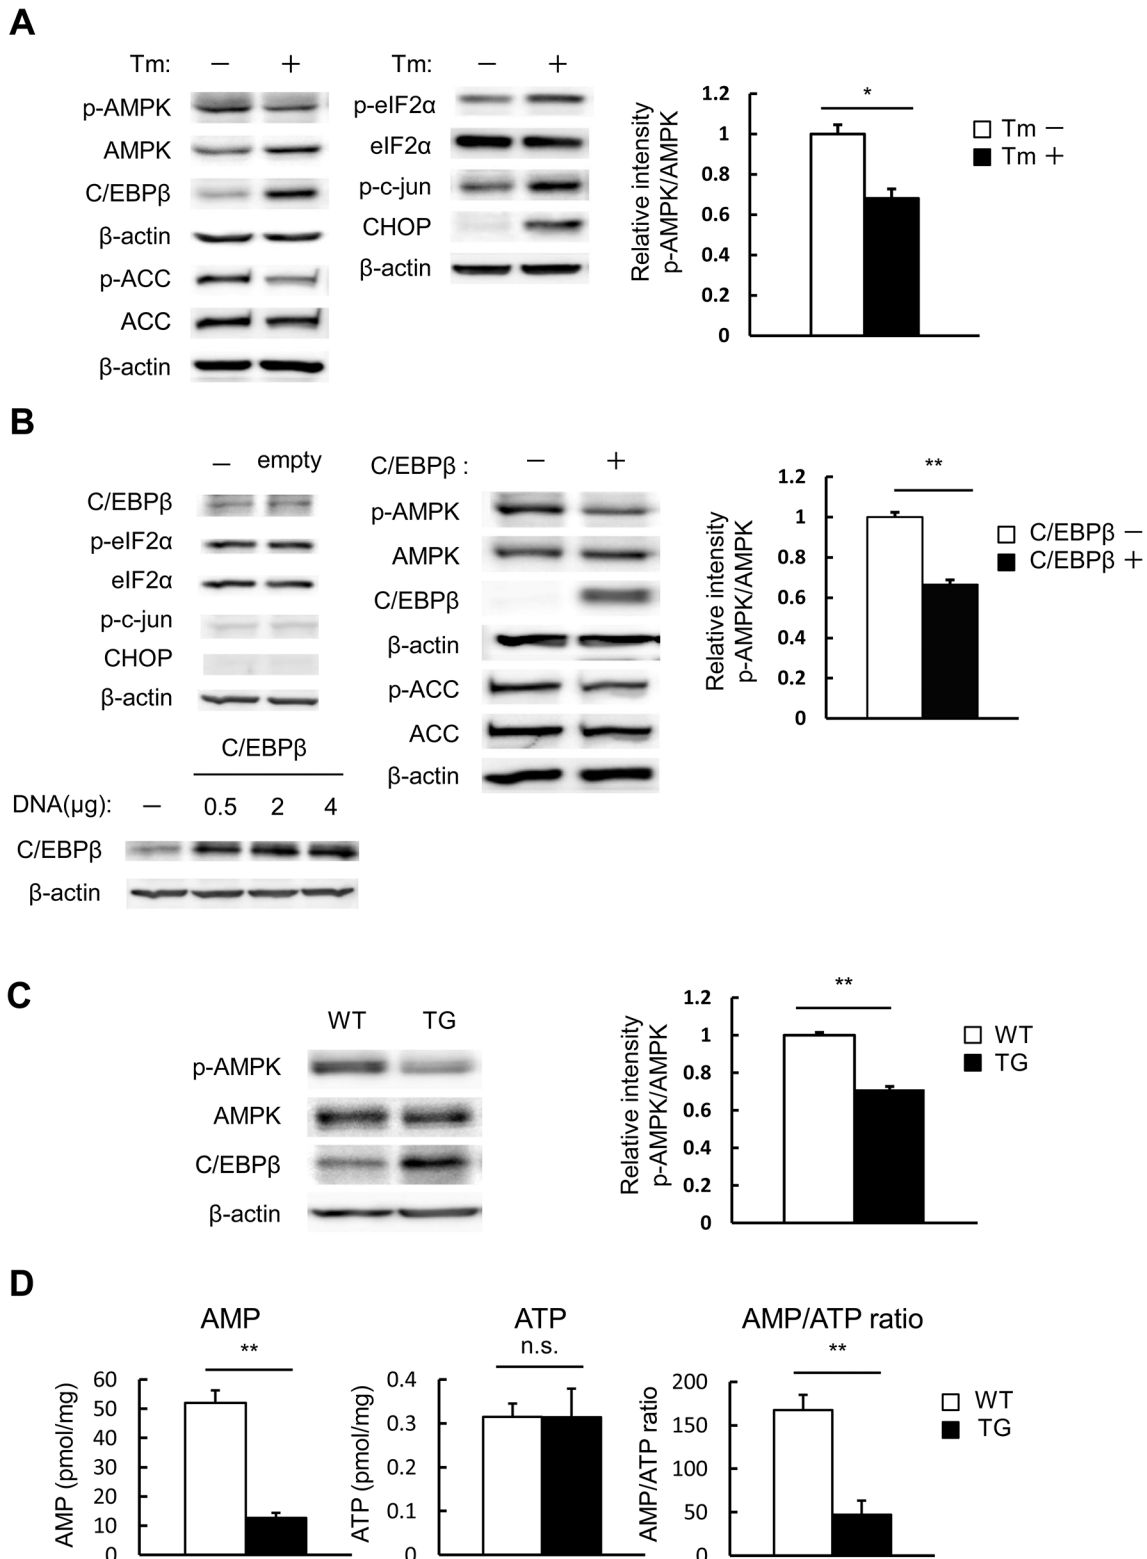 A
Tm: − +
p-AMPK
AMPK
C/EBPβ
β-actin
p-ACC
ACC
β-actin
Tm: − +
p-eIF2α
eIF2α
p-c-jun
CHOP
β-actin
Relative intensity
p-AMPK/AMPK
1.2
1
0.8
0.6
0.4
0.2
0
*
Tm −
Tm +
B
− empty
C/EBPβ
p-eIF2α
eIF2α
p-c-jun
CHOP
β-actin
C/EBPβ
DNA(μg): − 0.5 2 4
C/EBPβ
β-actin
C/EBPβ : − +
p-AMPK
AMPK
C/EBPβ
β-actin
p-ACC
ACC
β-actin
Relative intensity
p-AMPK/AMPK
1.2
1
0.8
0.6
0.4
0.2
0
**
C/EBPβ −
C/EBPβ +
C
WT TG
p-AMPK
AMPK
C/EBPβ
β-actin
Relative intensity
p-AMPK/AMPK
1.2
1
0.8
0.6
0.4
0.2
0
**
WT
TG
D
AMP
**
AMP (pmol/mg)
60
50
40
30
20
10
0
ATP
n.s.
ATP (pmol/mg)
0.4
0.3
0.2
0.1
0
AMP/ATP ratio
**
AMP/ATP ratio
200
150
100
50
0
WT
TG